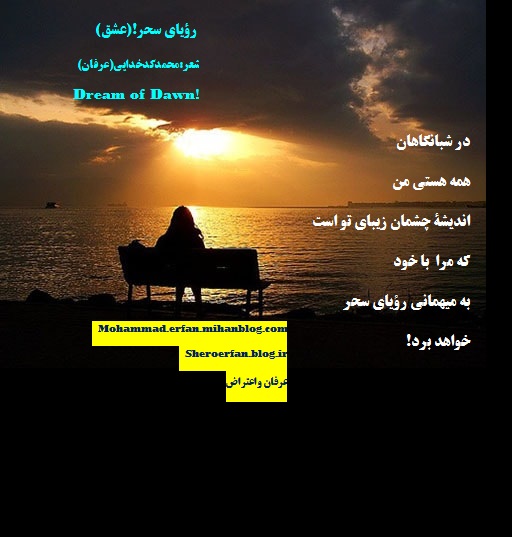 رؤیای سحر!(عشق)
شعر:محمدکدخدایی(عرفان)
Dream of Dawn!
در شبانگاهان
همه هستی من
اندیشهٔ چشمان زیبای تو است
که مرا با خود
به میهمانی رؤیای سحر
خواهد برد!
Mohammad.erfan.mihanblog.com
Sheroerfan.blog.ir
عرفان واعتراض